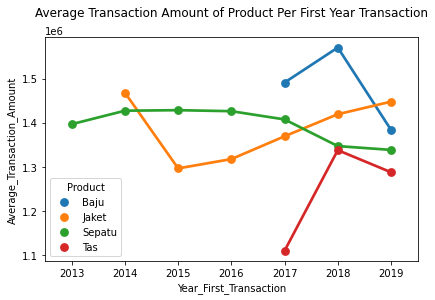 Average Transaction Amount of Product Per First Year Transaction
1e6
1.5
1.4
1.3
1.2
1.1
Average_Transaction_Amount
Product
Baju
Jaket
Sepatu
Tas
2013 2014 2015 2016 2017 2018 2019
Year_First_Transaction